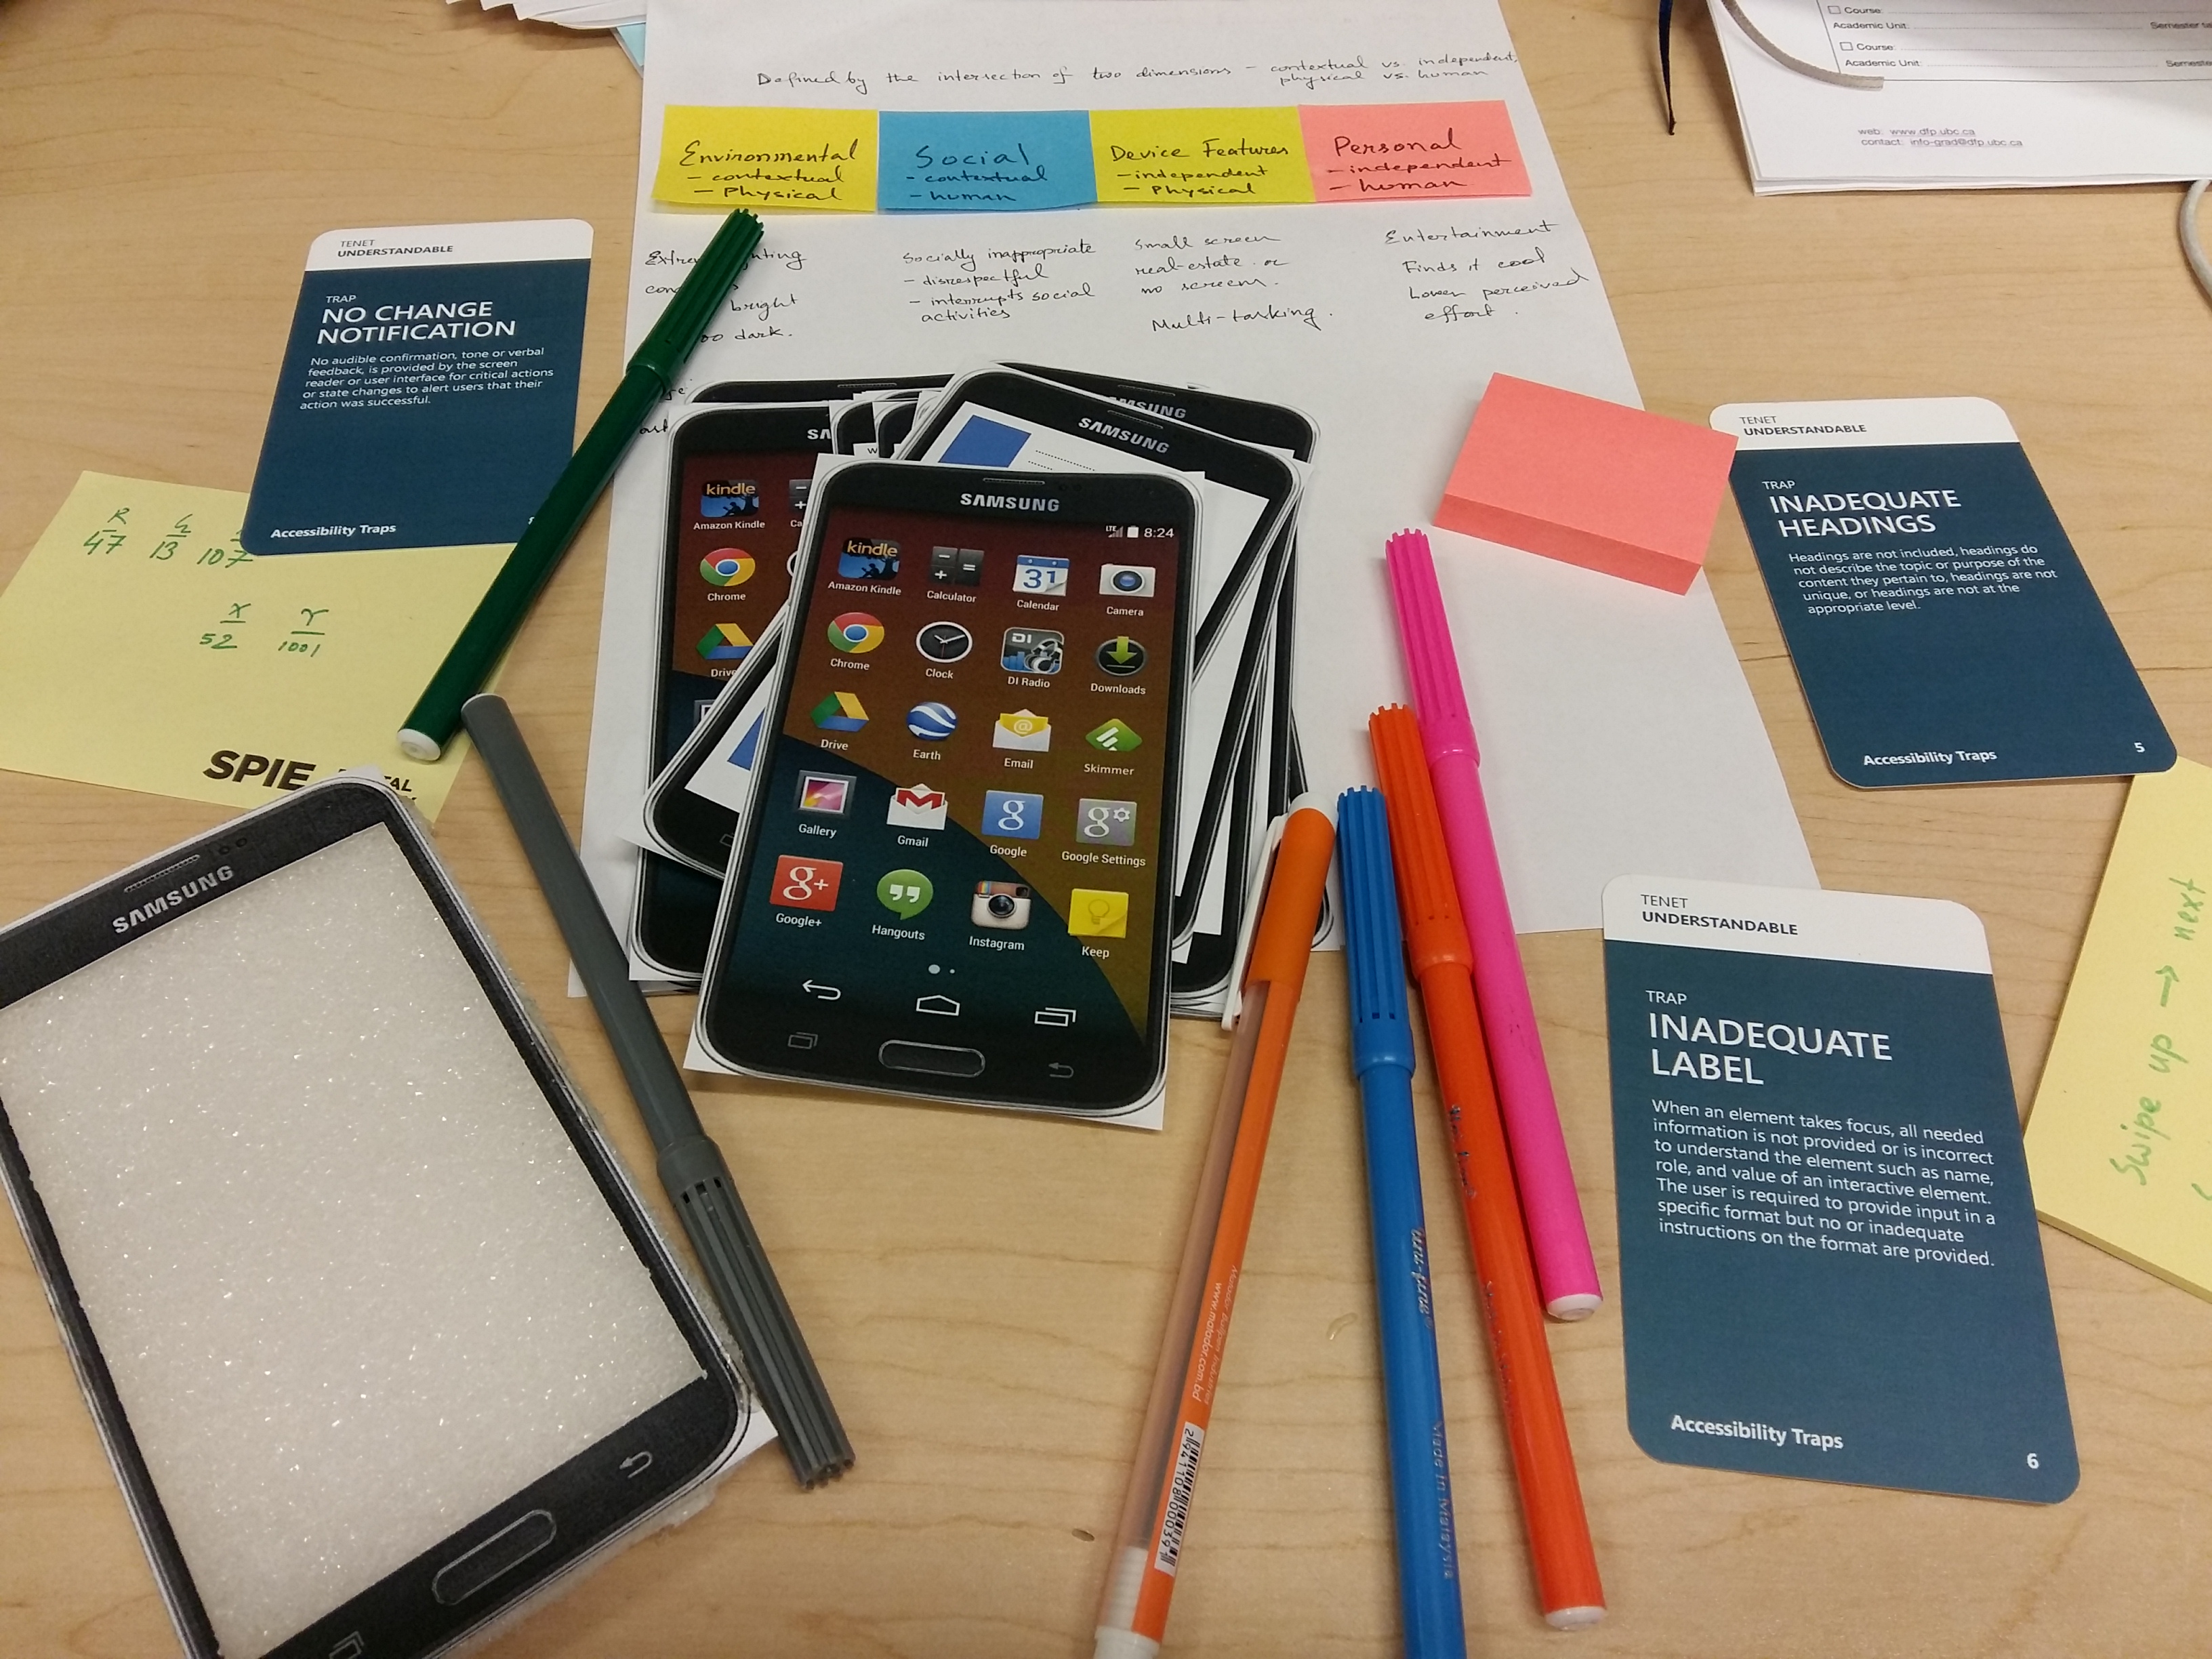 Course:
Academic Unit:
Course:
Academic Unit:
Semester
web: www.dfp.ubc.ca
contact: info-grad@dfp.ubc.ca
Defined by the intersection of two dimensions - contextual vs. independent,
physical vs. human
Environmental
- contextual
- Physical
Social
- contextual
- human
Device Features
- independent
- Physical
Personal
- independent
- human
bright
dark.
Socially inappropriate
- disrespectful
- interrupts social
activities
Small screen
real-estate or
no screen.
Multi-tasking.
Entertainment
Finds it cool
Lower perceived
effort.
TENET
UNDERSTANDABLE
TRAP
NO CHANGE
NOTIFICATION
No audible confirmation, tone or verbal
feedback, is provided by the screen
reader or user interface for critical actions
or state changes to alert users that their
action was successful.
Accessibility Traps
R G
47 13 107
X Y
52 1001
SPIE
SAMSUNG
kindle
Amazon Kindle
Chrome
Drive
SAMSUNG
SAMSUNG
SAMSUNG
8:24
kindle
Amazon Kindle
Calculator
31
Calendar
Camera
Chrome
Clock
DI
DI Radio
Downloads
Drive
Earth
Email
Skimmer
Gallery
Gmail
Google
Google Settings
g+
Google+
Hangouts
Instagram
Keep
TENET
UNDERSTANDABLE
TRAP
INADEQUATE
HEADINGS
Headings are not included, headings do
not describe the topic or purpose of the
content they pertain to, headings are not
unique, or headings are not at the
appropriate level.
Accessibility Traps
5
TENET
UNDERSTANDABLE
TRAP
INADEQUATE
LABEL
When an element takes focus, all needed
information is not provided or is incorrect
to understand the element such as name,
role, and value of an interactive element.
The user is required to provide input in a
specific format but no or inadequate
instructions on the format are provided.
Accessibility Traps
6
Swipe up → next
www.matador.com.bd
Made in Malaysia